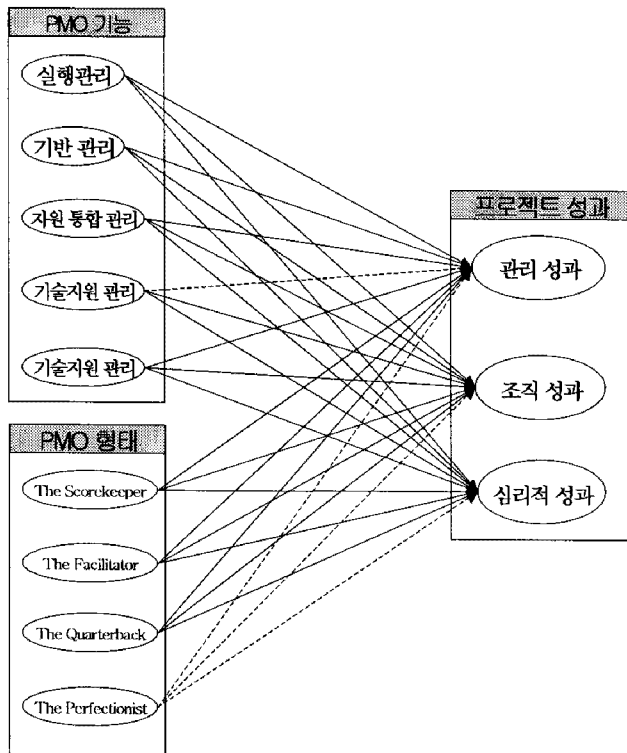 PMO 기능
실행관리
기반 관리
자원 통합 관리
기술지원 관리
기술지원 관리
PMO 형태
The Scorekeeper
The Facilitator
The Quarterback
The Perfectionist
프로젝트 성과
관리 성과
조직 성과
심리적 성과